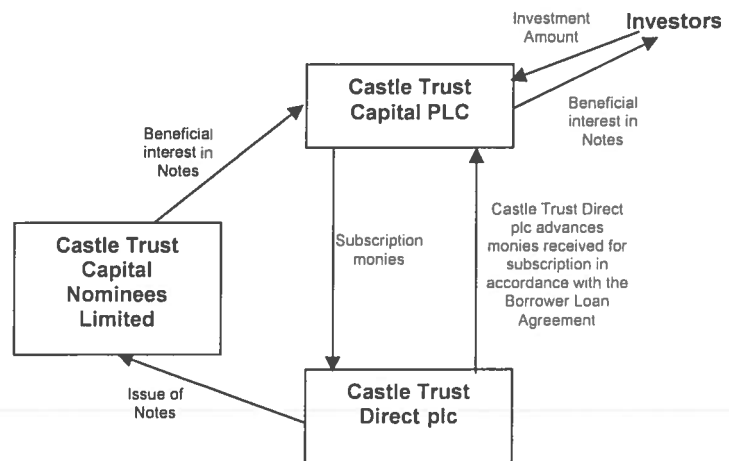 Investment
Amount
Investors
Castle Trust
Capital PLC
Beneficial
interest in
Notes
Beneficial
interest in
Notes
Castle Trust
Capital
Nominees
Limited
Subscription
monies
Castle Trust Direct
plc advances
monies received for
subscription in
accordance with the
Borrower Loan
Agreement
Issue of
Notes
Castle Trust
Direct plc